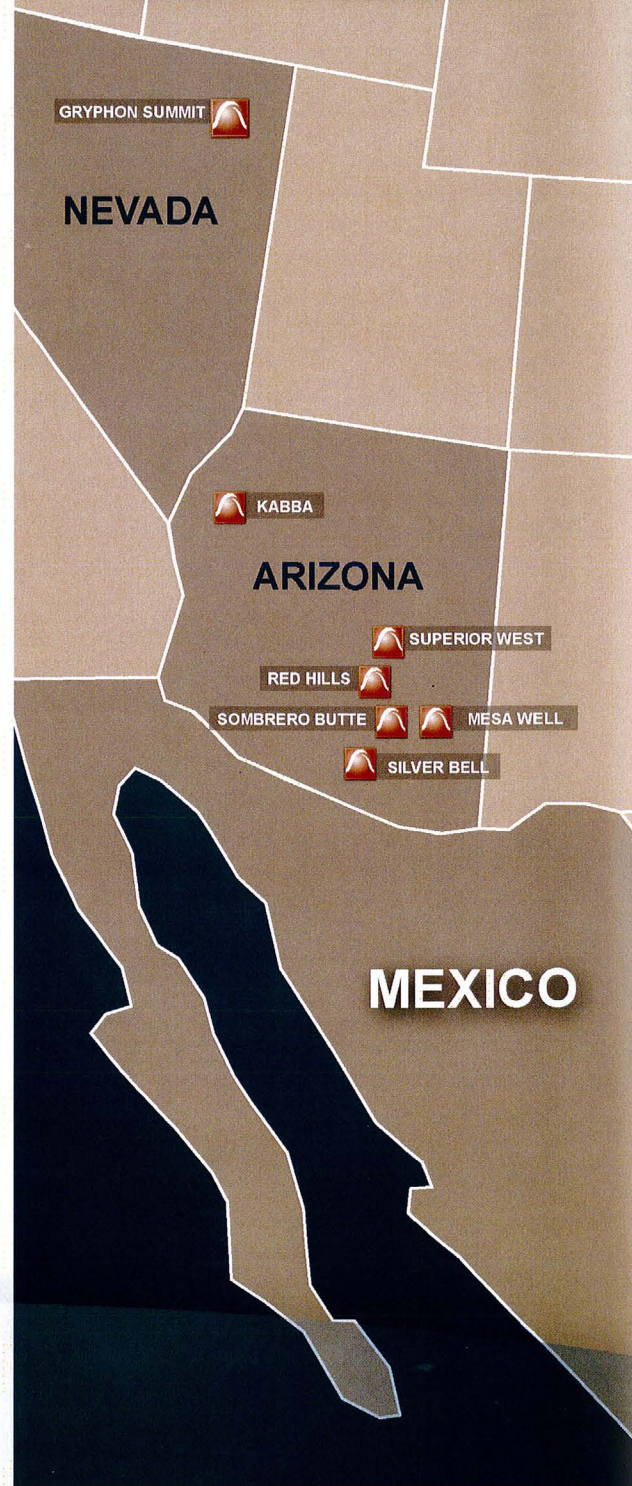 GRYPHON SUMMIT
NEVADA
KABBA
ARIZONA
SUPERIOR WEST
RED HILLS
SOMBRERO BUTTE
MESA WELL
SILVER BELL
MEXICO